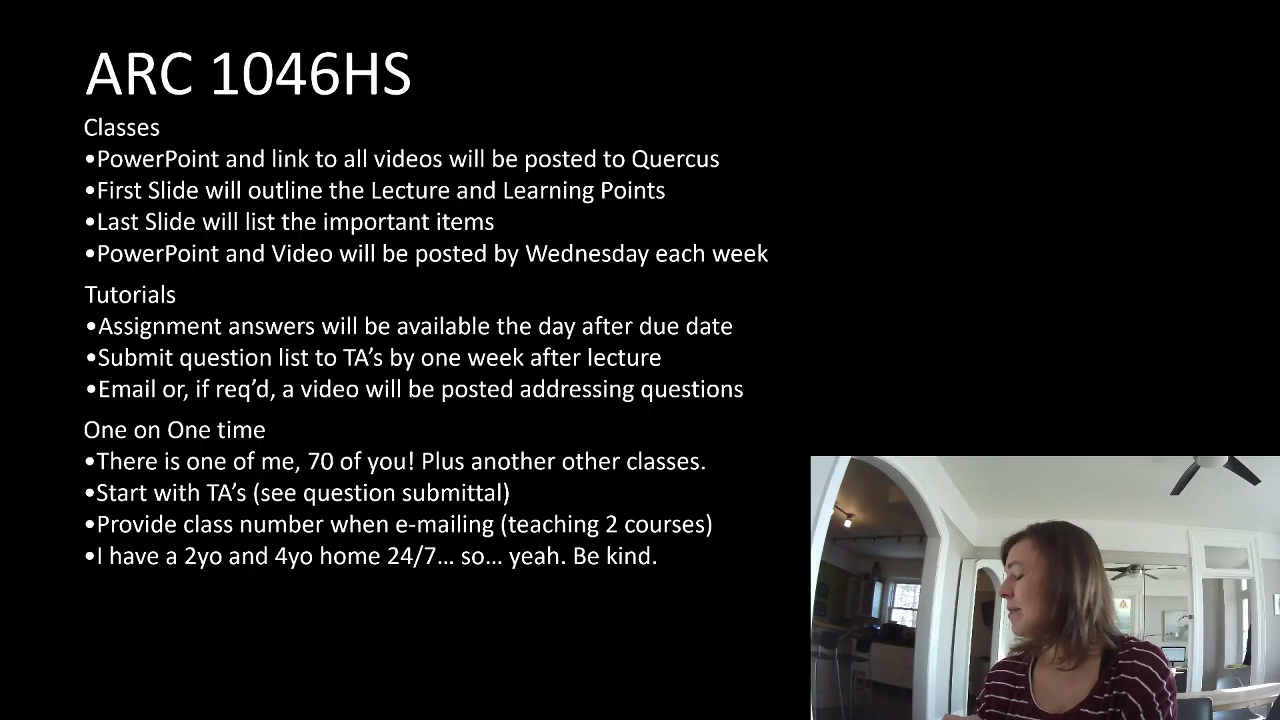 ARC 1046HS
Classes
•PowerPoint and link to all videos will be posted to Quercus
•First Slide will outline the Lecture and Learning Points
•Last Slide will list the important items
•PowerPoint and Video will be posted by Wednesday each week
Tutorials
•Assignment answers will be available the day after due date
•Submit question list to TA’s by one week after lecture
•Email or, if req’d, a video will be posted addressing questions
One on One time
•There is one of me, 70 of you! Plus another other classes.
•Start with TA’s (see question submittal)
•Provide class number when e-mailing (teaching 2 courses)
•I have a 2yo and 4yo home 24/7… so… yeah. Be kind.